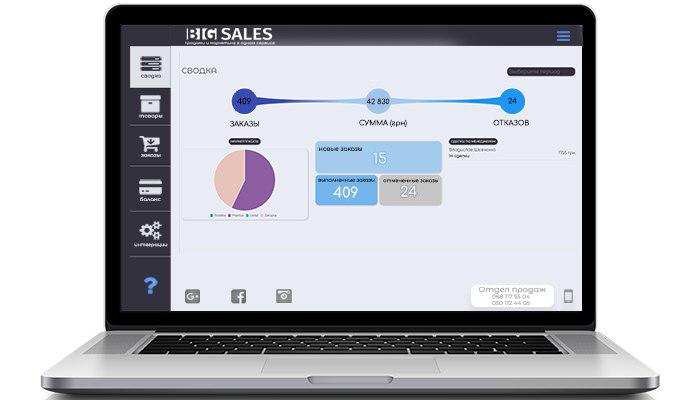 BIG SALES
Продажи и маркетинг в одном сервисе
сводка
товары
заказы
баланс
интеграции
?
СВОДКА
Выберите период
409
42 830
24
ЗАКАЗЫ
СУММА (грн)
ОТКАЗОВ
новые заказы
15
выполненные заказы
409
отмененные заказы
24
Сделки по менеджерам
Владислав Шевченко
14 сделки
1755 грн
G+
f
Отдел продаж
068 117 55 04
050 112 44 05